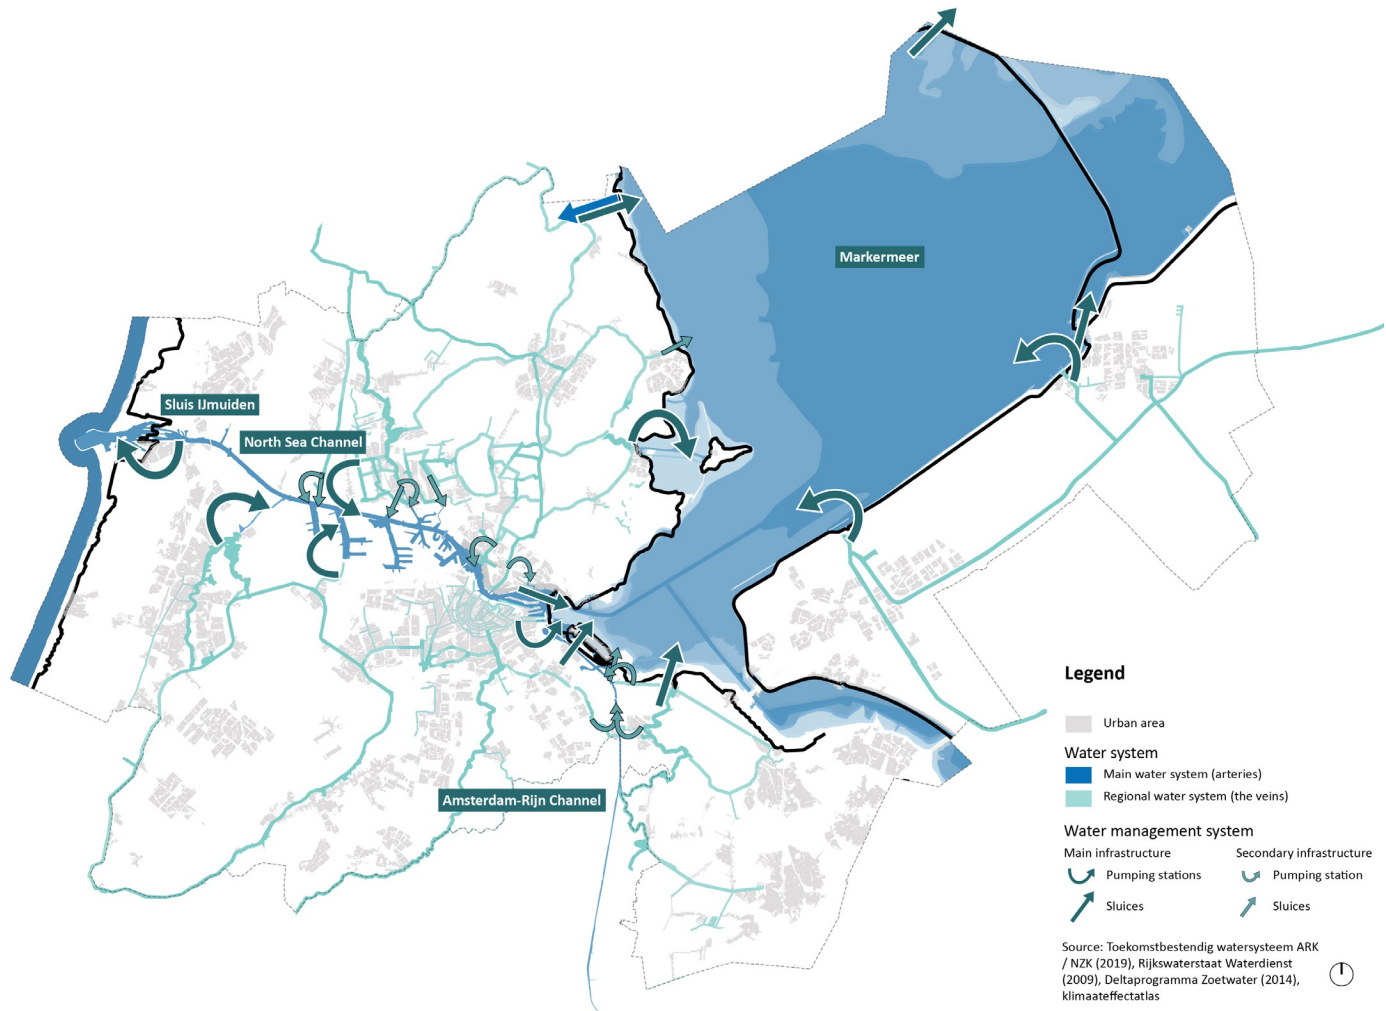 Markermeer
Sluis IJmuiden
North Sea Channel
Amsterdam-Rijn Channel
Legend
Urban area
Water system
Main water system (arteries)
Regional water system (the veins)
Water management system
Main infrastructure
Secondary infrastructure
Pumping stations
Pumping station
Sluices
Sluices
Source: Toekomstbestendig watersysteem ARK
/ NZK (2019), Rijkswaterstaat Waterdienst
(2009), Deltaprogramma Zoetwater (2014),
klimaateffectatlas